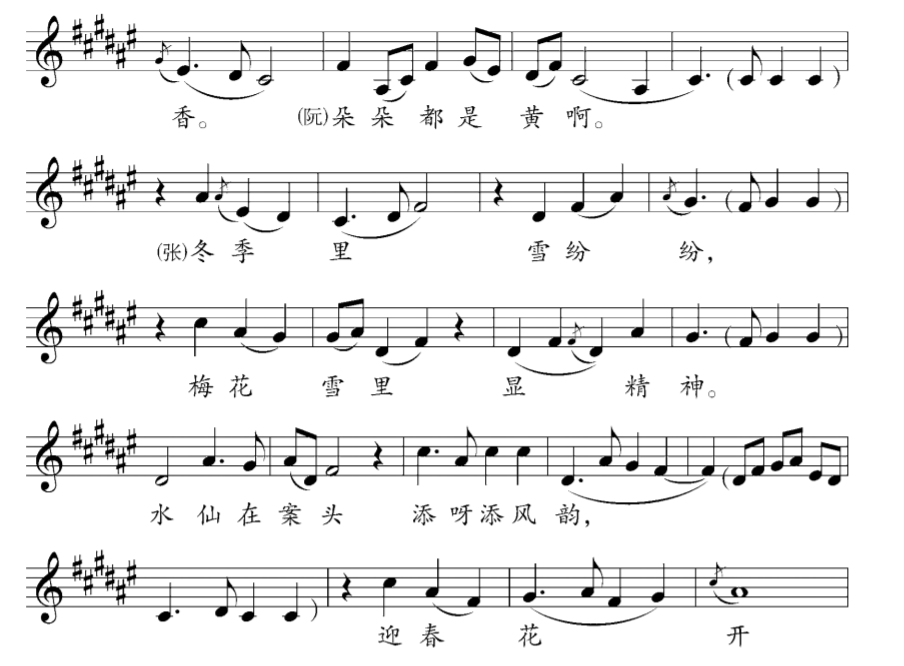 香。 (阮)朵 朵 都 是 黄 啊。
(张)冬 季 里 雪 纷 纷，
梅 花 雪 里 显 精 神。
水 仙 在 案 头 添 呀 添 风 韵，
迎 春 花 开